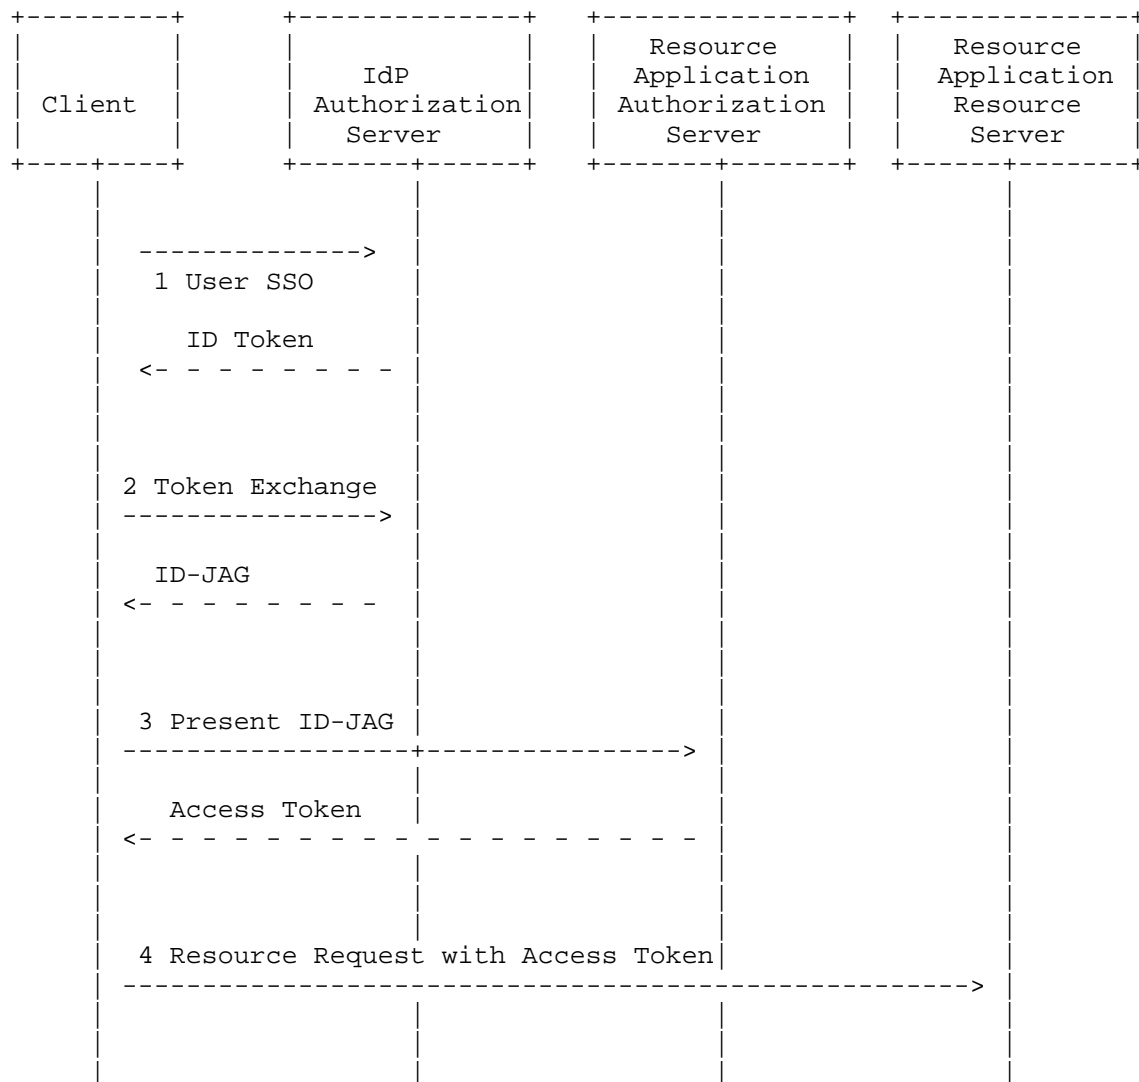 Client
IdP
Authorization
Server
Resource
Application
Authorization
Server
Resource
Application
Resource
Server
1 User SSO
ID Token
2 Token Exchange
ID-JAG
3 Present ID-JAG
Access Token
4 Resource Request with Access Token